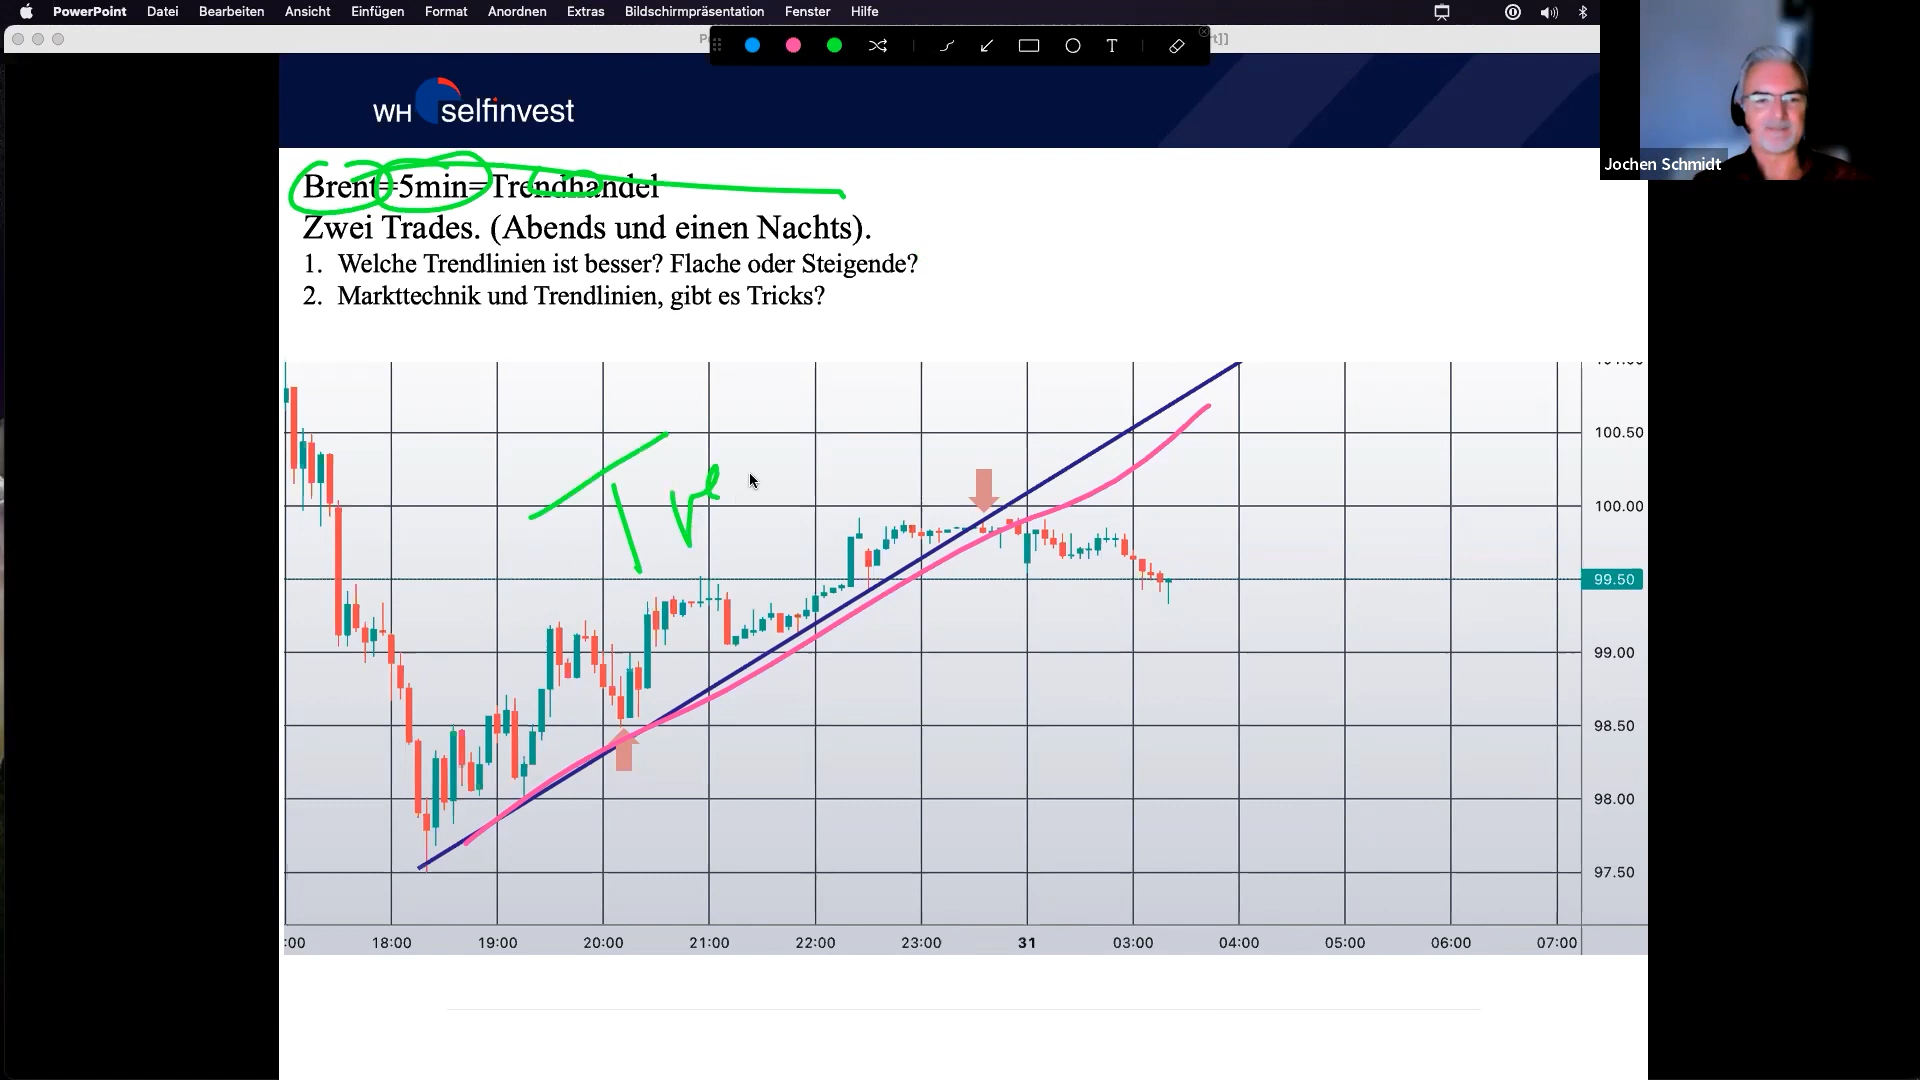 PowerPoint Datei Bearbeiten Ansicht Einfügen Format Anordnen Extras Bildschirmpräsentation Fenster Hilfe
T
WH selfinvest
Jochen Schmidt
Brent=5min=Trendhandel
Zwei Trades. (Abends und einen Nachts).
1. Welche Trendlinien ist besser? Flache oder Steigende?
2. Markttechnik und Trendlinien, gibt es Tricks?
Tre
100.50
100.00
99.50
99.00
98.50
98.00
97.50
:00 18:00 19:00 20:00 21:00 22:00 23:00 31 03:00 04:00 05:00 06:00 07:00